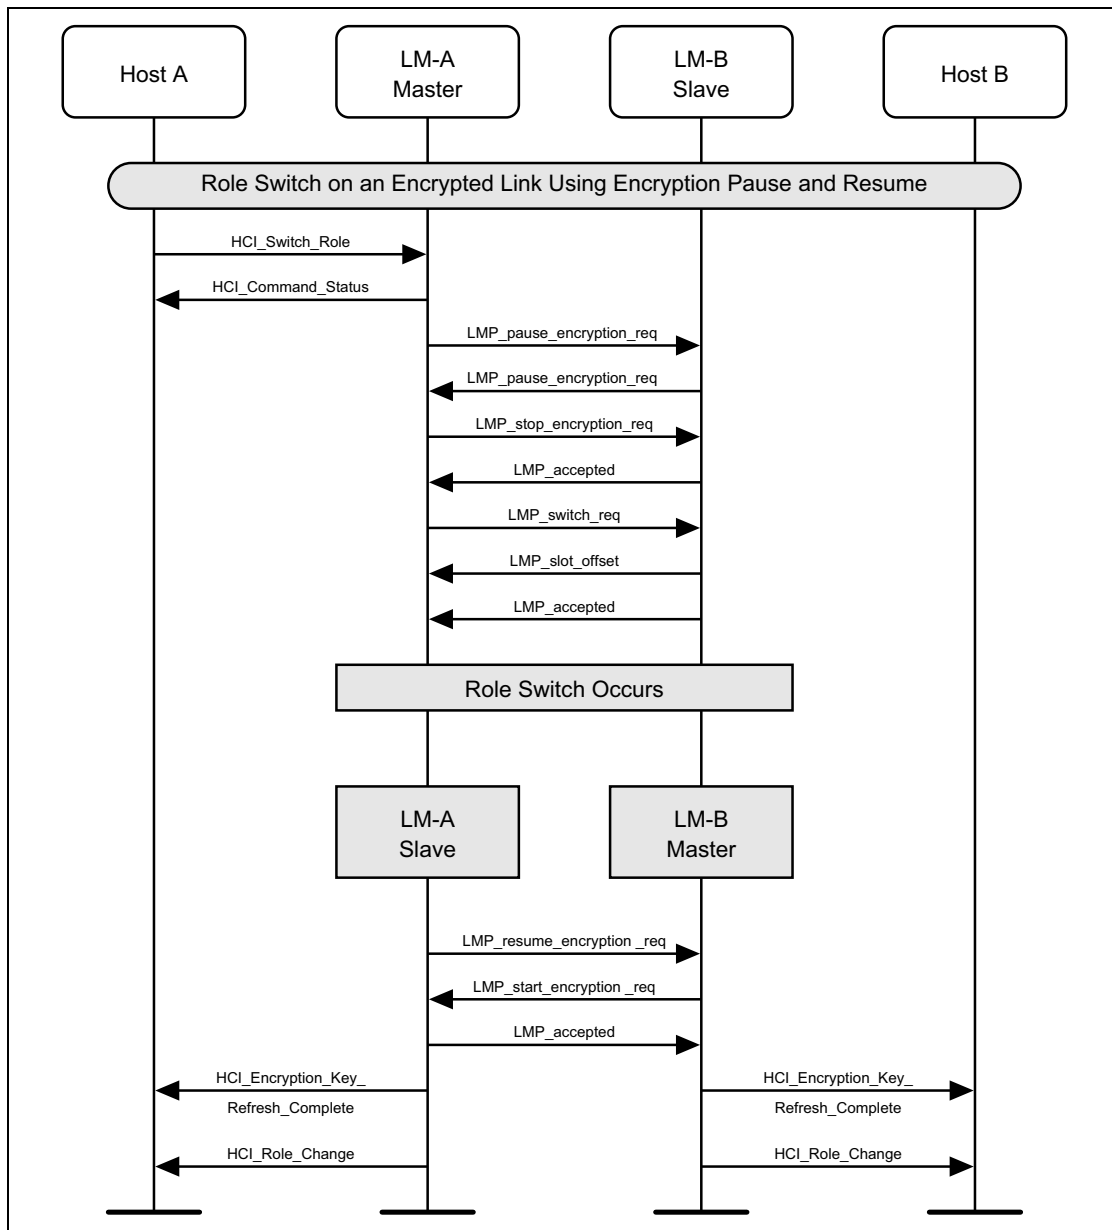 Host A
LM-A
Master
LM-B
Slave
Host B
Role Switch on an Encrypted Link Using Encryption Pause and Resume
HCI_Switch_Role
HCI_Command_Status
LMP_pause_encryption_req
LMP_pause_encryption_req
LMP_stop_encryption_req
LMP_accepted
LMP_switch_req
LMP_slot_offset
LMP_accepted
Role Switch Occurs
LM-A
Slave
LM-B
Master
LMP_resume_encryption _req
LMP_start_encryption _req
LMP_accepted
HCI_Encryption_Key_
Refresh_Complete
HCI_Encryption_Key_
Refresh_Complete
HCI_Role_Change
HCI_Role_Change